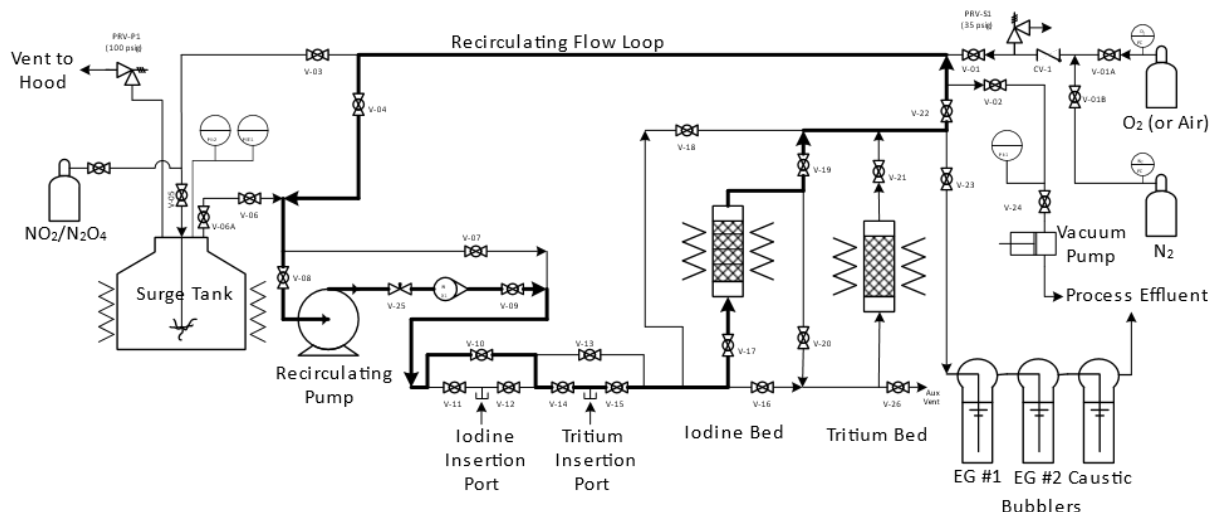 PRV-P1
(100 psig)
Vent to
Hood
Recirculating Flow Loop
PRV-S1
(35 psig)
V-01
CV-1
V-01A
V-01B
O₂ (or Air)
V-02
V-03
V-04
V-22
V-18
V-19
V-21
V-23
V-24
N₂
Vacuum
Pump
NO₂/N₂O₄
V-05
V-06
V-06A
V-07
V-08
Surge Tank
V-25
V-09
Process Effluent
Recirculating
Pump
V-10
V-13
V-17
V-20
V-11
V-12
V-14
V-15
V-16
V-26
Aux
Vent
Iodine
Insertion
Port
Tritium
Insertion
Port
Iodine Bed
Tritium Bed
EG #1
EG #2
Caustic
Bubblers